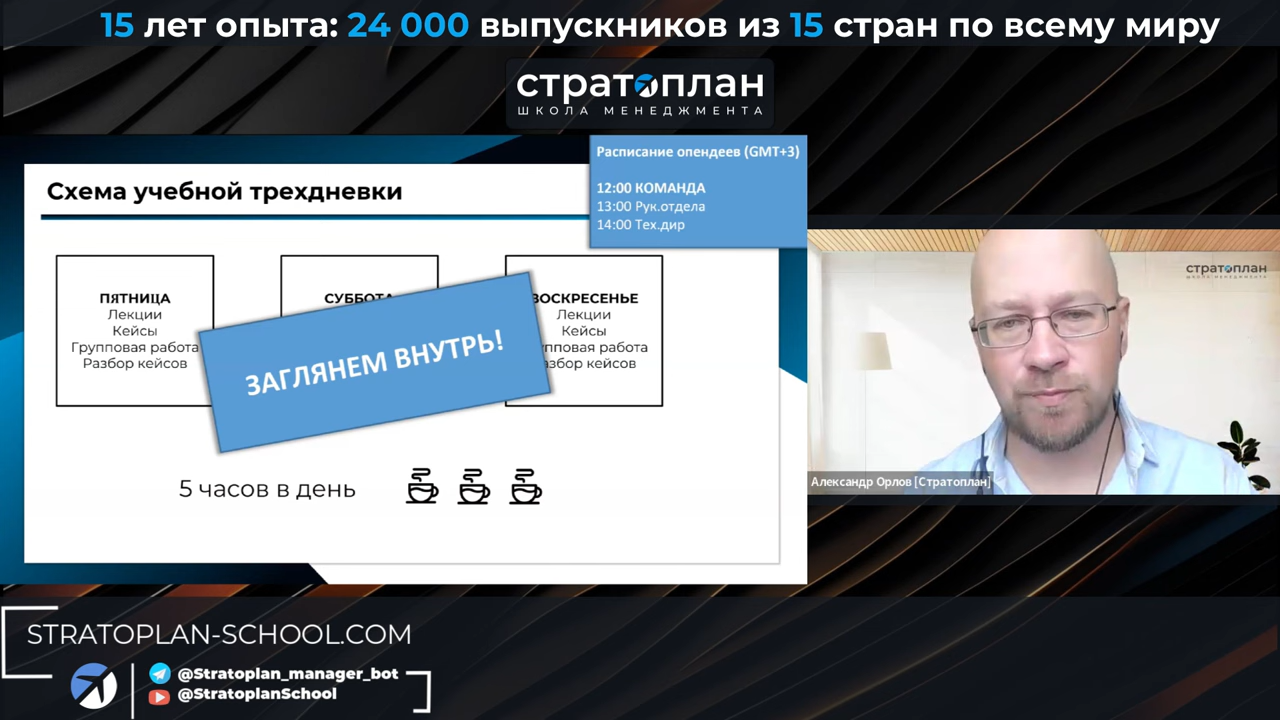 15 лет опыта: 24 000 выпускников из 15 стран по всему миру
стратоплан
ШКОЛА МЕНЕДЖМЕНТА
Расписание опендеев (GMT+3)
12:00 КОМАНДА
13:00 Рук.отдела
14:00 Тех.дир
Схема учебной трехдневки
ПЯТНИЦА
Лекции
Кейсы
Групповая работа
Разбор кейсов
СУББОТА
ВОСКРЕСЕНЬЕ
Лекции
Кейсы
упповая работа
азбор кейсов
ЗАГЛЯНЕМ ВНУТРЬ!
5 часов в день
стратоплан
ШКОЛА МЕНЕДЖМЕНТА
Александр Орлов [Стратоплан]
STRATOPLAN-SCHOOL.COM
@Stratoplan_manager_bot
@StratoplanSchool